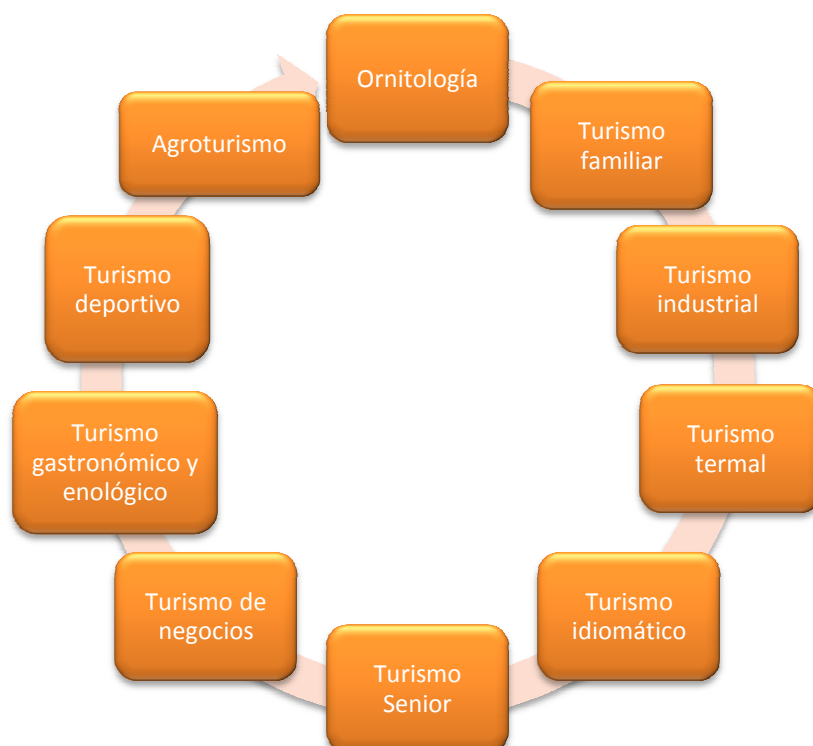 Ornitología
Turismo
familiar
Turismo
industrial
Turismo
termal
Turismo
idiomático
Turismo
Senior
Turismo de
negocios
Turismo
gastronómico y
enológico
Turismo
deportivo
Agroturismo